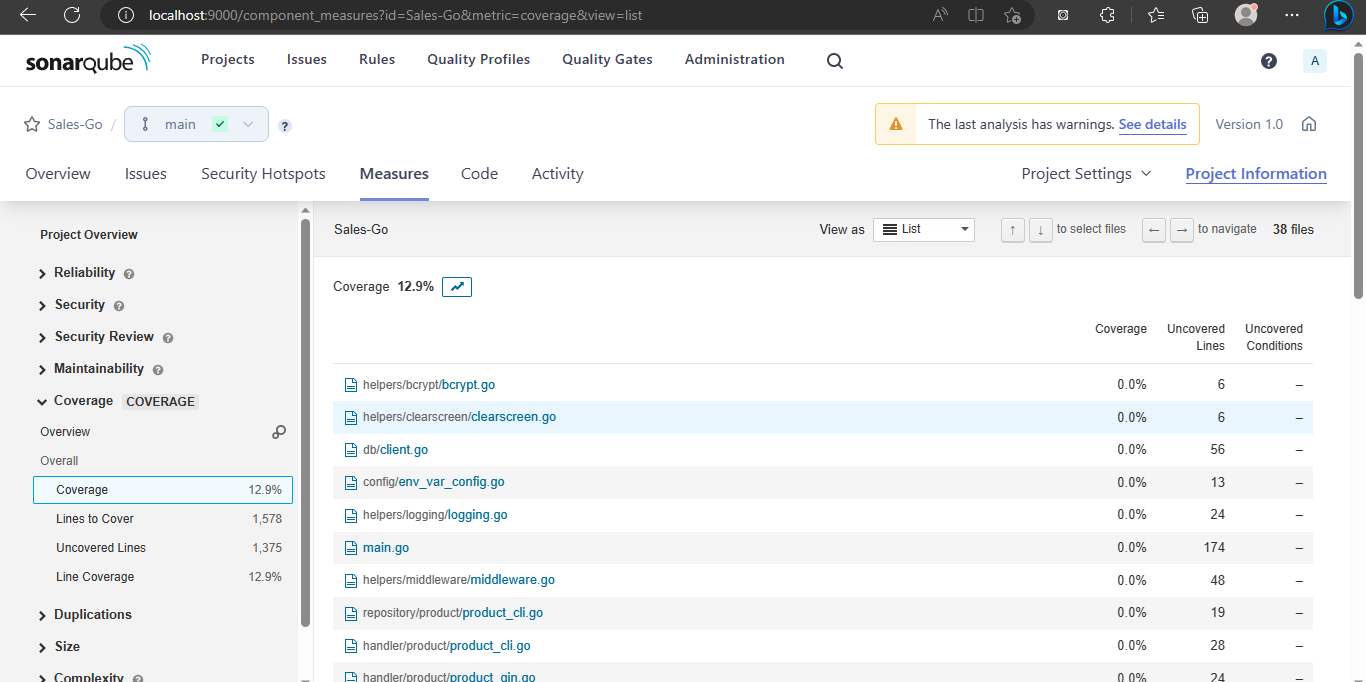 localhost:9000/component_measures?id=Sales-Go&metric=coverage&view=list
sonarqube
Projects Issues Rules Quality Profiles Quality Gates Administration
? A
Sales-Go / main ?
The last analysis has warnings. See details Version 1.0
Overview Issues Security Hotspots Measures Code Activity Project Settings Project Information
Project Overview
Reliability ?
Security ?
Security Review ?
Maintainability ?
Coverage COVERAGE
Overview
Overall
Coverage 12.9%
Lines to Cover 1,578
Uncovered Lines 1,375
Line Coverage 12.9%
Duplications
Size
Complexity ?
Sales-Go View as List ↑ ↓ to select files ← → to navigate 38 files
Coverage 12.9%
Coverage Uncovered Uncovered
Lines Conditions
helpers/bcrypt/bcrypt.go 0.0% 6 –
helpers/clearscreen/clearscreen.go 0.0% 6 –
db/client.go 0.0% 56 –
config/env_var_config.go 0.0% 13 –
helpers/logging/logging.go 0.0% 24 –
main.go 0.0% 174 –
helpers/middleware/middleware.go 0.0% 48 –
repository/product/product_cli.go 0.0% 19 –
handler/product/product_cli.go 0.0% 28 –
handler/product/product_gin.go 0.0% 24 –